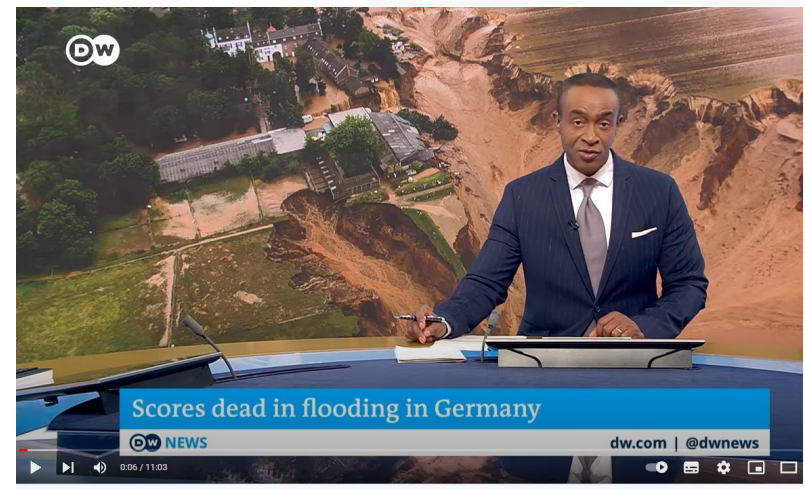 DW
Scores dead in flooding in Germany
DW NEWS
dw.com | @dwnews
0:06 / 11:03